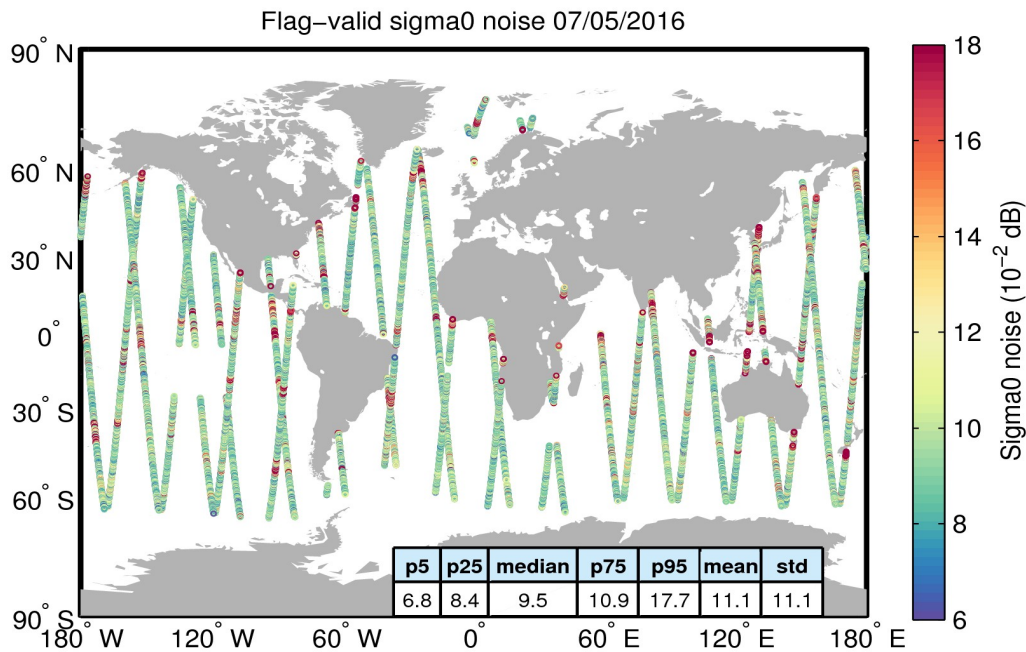 Flag-valid sigma0 noise 07/05/2016
90° N
60° N
30° N
0°
30° S
60° S
90° S
180° W
120° W
60° W
0°
60° E
120° E
180° E
p5 p25 median p75 p95 mean std
6.8 8.4 9.5 10.9 17.7 11.1 11.1
18
16
14
12
10
8
6
Sigma0 noise (10⁻² dB)